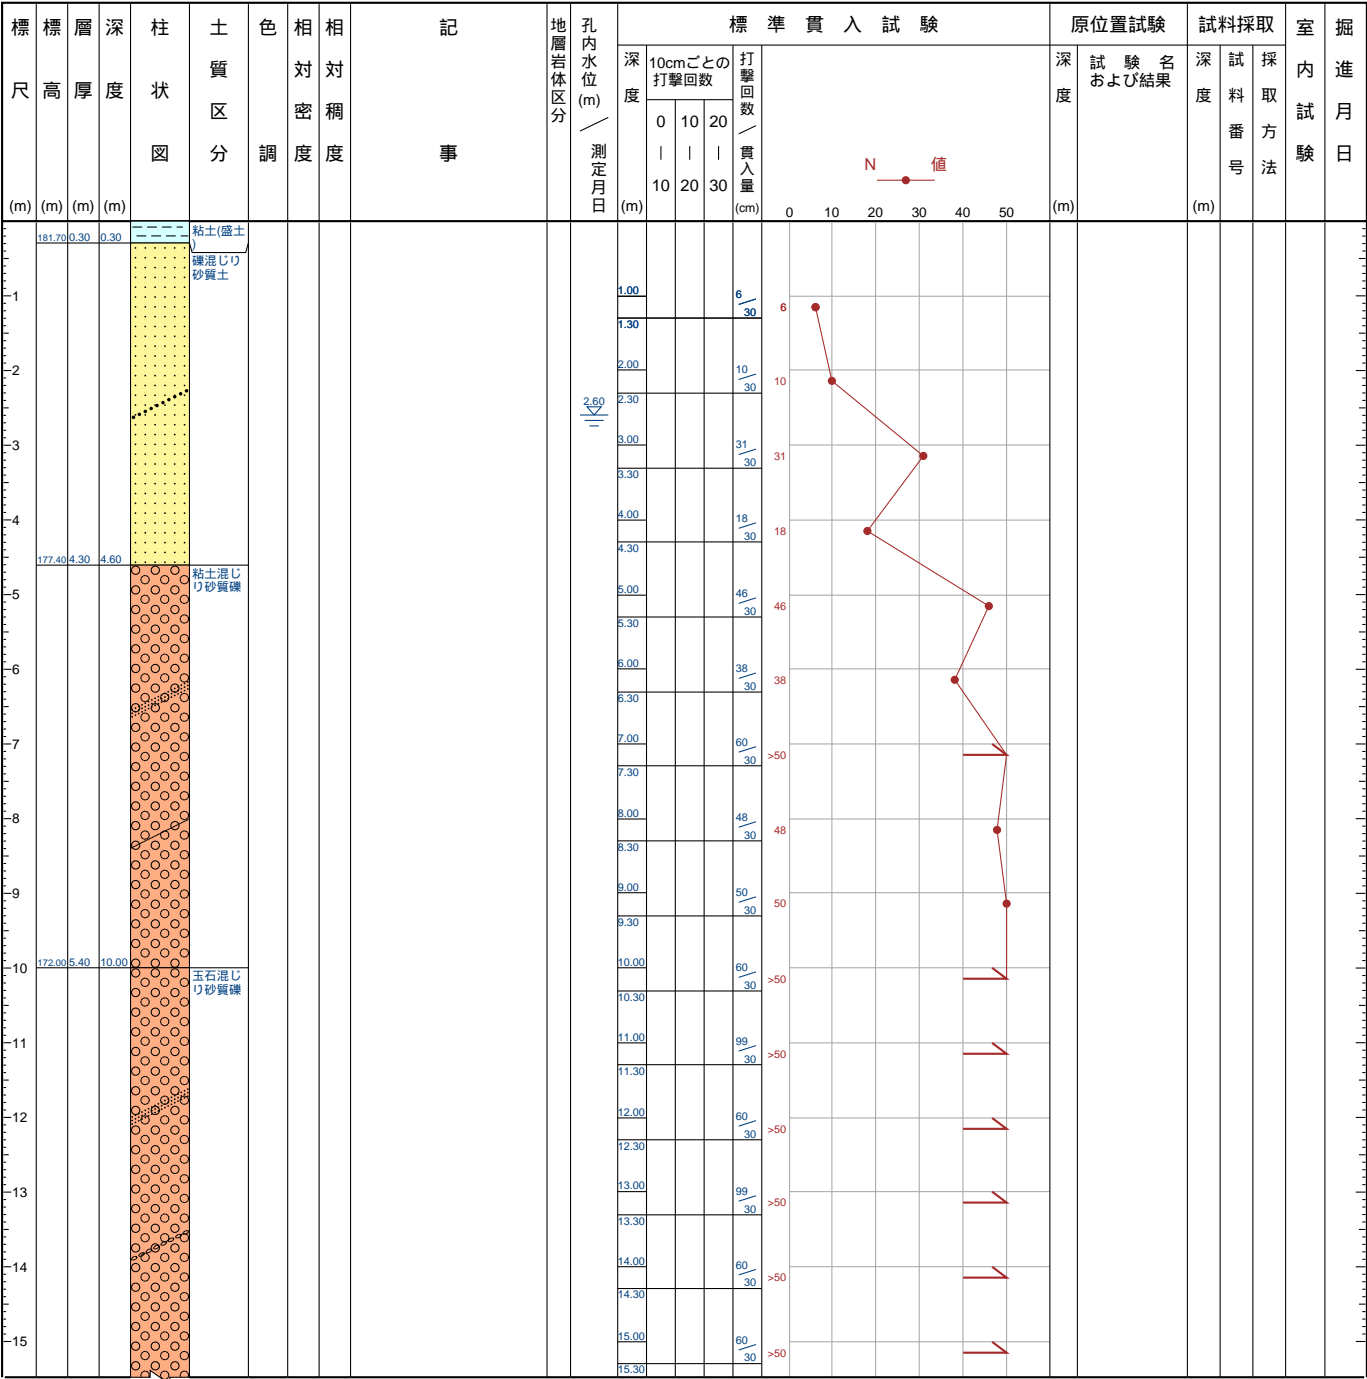 標尺
(m)
標高
(m)
層厚
(m)
深度
(m)
柱状図
土質区分
色調
相対密度
相対稠度
記事
地層岩体区分
孔内水位(m)／測定月日
標準貫入試験
深度
(m)
10cmごとの
打撃回数
0 10 20
| | |
10 20 30
打撃回数／貫入量
(cm)
N 値
0 10 20 30 40 50
原位置試験
深度
(m)
試験名
および結果
試料採取
深度
(m)
試料番号
採取方法
室内試験
掘進月日
181.70 0.30 0.30 粘土(盛土
)
礫混じり
砂質土
1 1.00 6/30 6
1.30
2 2.00 10/30 10
2.60 2.30
3 3.00 31/30 31
3.30
4 4.00 18/30 18
4.30
177.40 4.30 4.60 粘土混じ
り砂質礫
5 5.00 46/30 46
5.30
6 6.00 38/30 38
6.30
7 7.00 60/30 >50
7.30
8 8.00 48/30 48
8.30
9 9.00 50/30 50
9.30
10 172.00 5.40 10.00 10.00 60/30 >50
玉石混じ
り砂質礫
10.30
11 11.00 99/30 >50
11.30
12 12.00 60/30 >50
12.30
13 13.00 99/30 >50
13.30
14 14.00 60/30 >50
14.30
15 15.00 60/30 >50
15.30